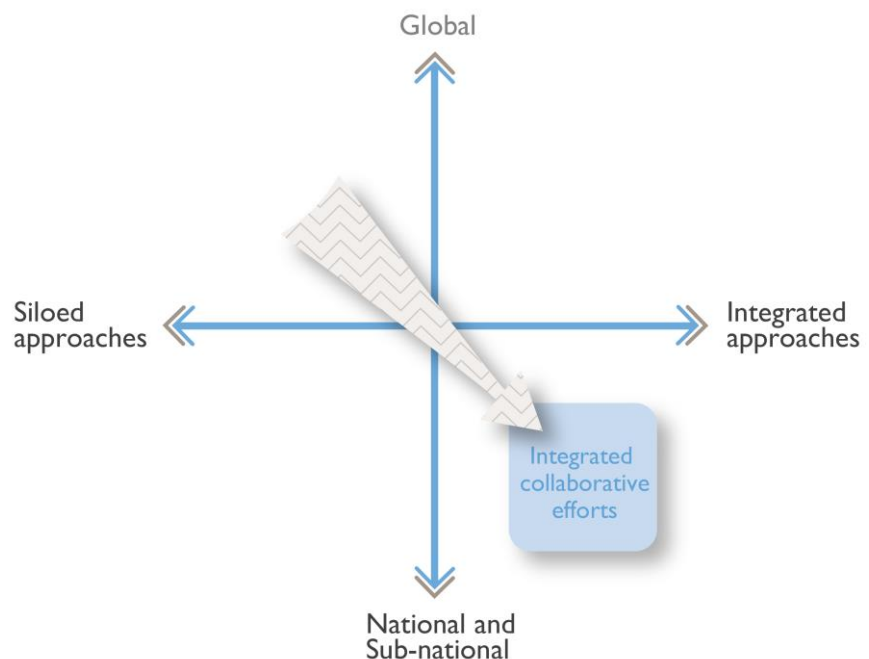 Global
Siloed
approaches
Integrated
approaches
Integrated
collaborative
efforts
National and
Sub-national